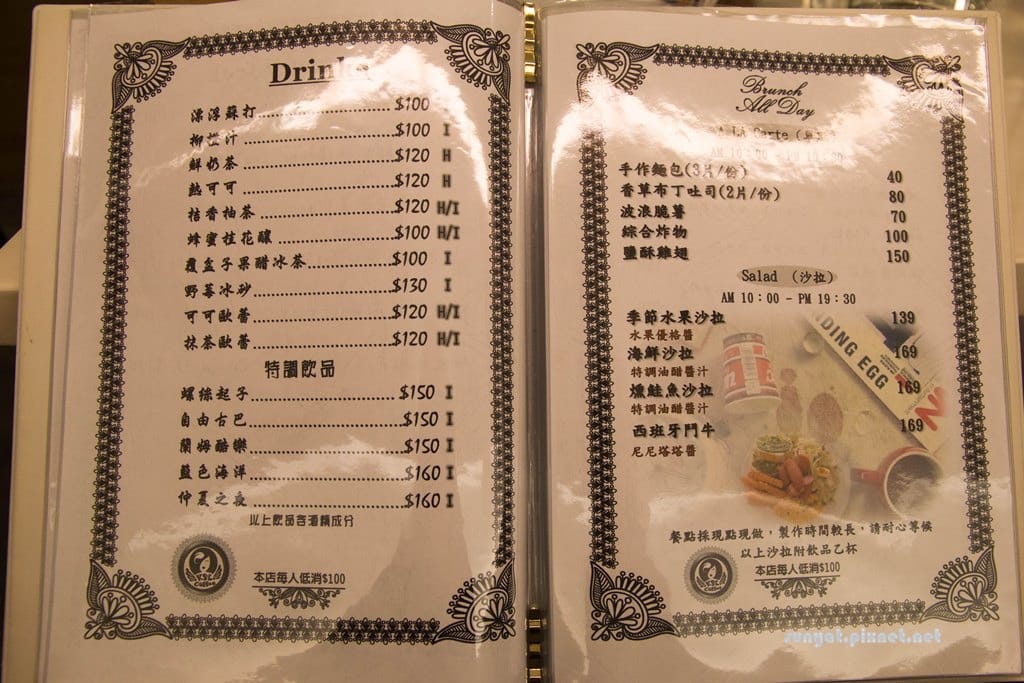 Drinks
漂浮蘇打 $100
柳橙汁 $100 I
鮮奶茶 $120 H
熱可可 $120 H
桔香柚茶 $120 H/I
蜂蜜桂花釀 $100 H/I
覆盆子果醋冰茶 $100 I
野莓冰砂 $130 I
可可歐蕾 $120 H/I
抹茶歐蕾 $120 H/I
特調飲品
螺絲起子 $150 I
自由古巴 $150 I
蘭姆酷樂 $150 I
藍色海洋 $160 I
仲夏之夜 $160 I
以上飲品含酒精成分
Coffee
本店每人低消$100
Brunch
All Day
手作麵包(3片/份) 40
香草布丁吐司(2片/份) 80
波浪脆薯 70
綜合炸物 100
鹽酥雞翅 150
Salad (沙拉)
AM 10:00 - PM 19:30
季節水果沙拉 139
水果優格醬
海鮮沙拉 169
特調油醋醬汁
燻鮭魚沙拉 169
特調油醋醬汁
西班牙鬥牛 169
尼尼塔塔醬
NDING EGG
餐點採現點現做，製作時間較長，請耐心等候
以上沙拉附飲品乙杯
本店每人低消$100
sunyat.pixnet.net